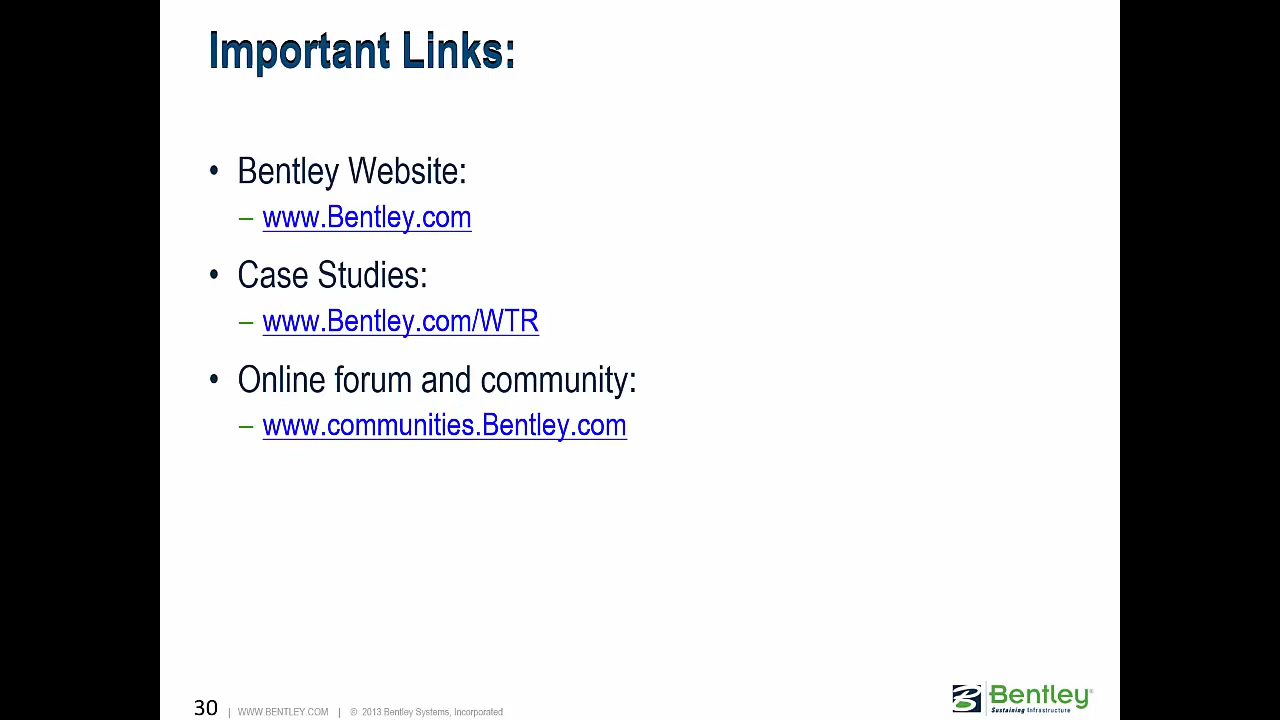 Important Links:
• Bentley Website:
– www.Bentley.com
• Case Studies:
– www.Bentley.com/WTR
• Online forum and community:
– www.communities.Bentley.com
30 | WWW.BENTLEY.COM | © 2013 Bentley Systems, Incorporated
Bentley®
Sustaining Infrastructure